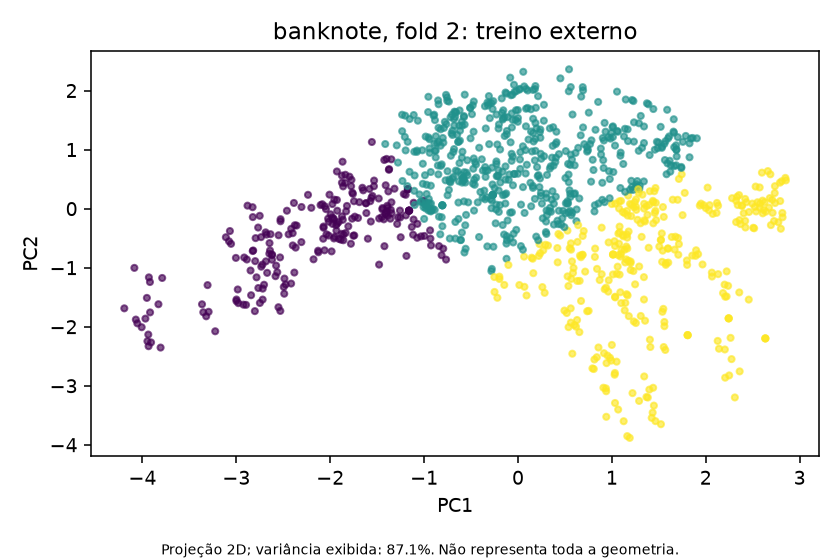 banknote, fold 2: treino externo
2
1
0
−1
−2
−3
−4
PC2
−4 −3 −2 −1 0 1 2 3
PC1
Projeção 2D; variância exibida: 87.1%. Não representa toda a geometria.